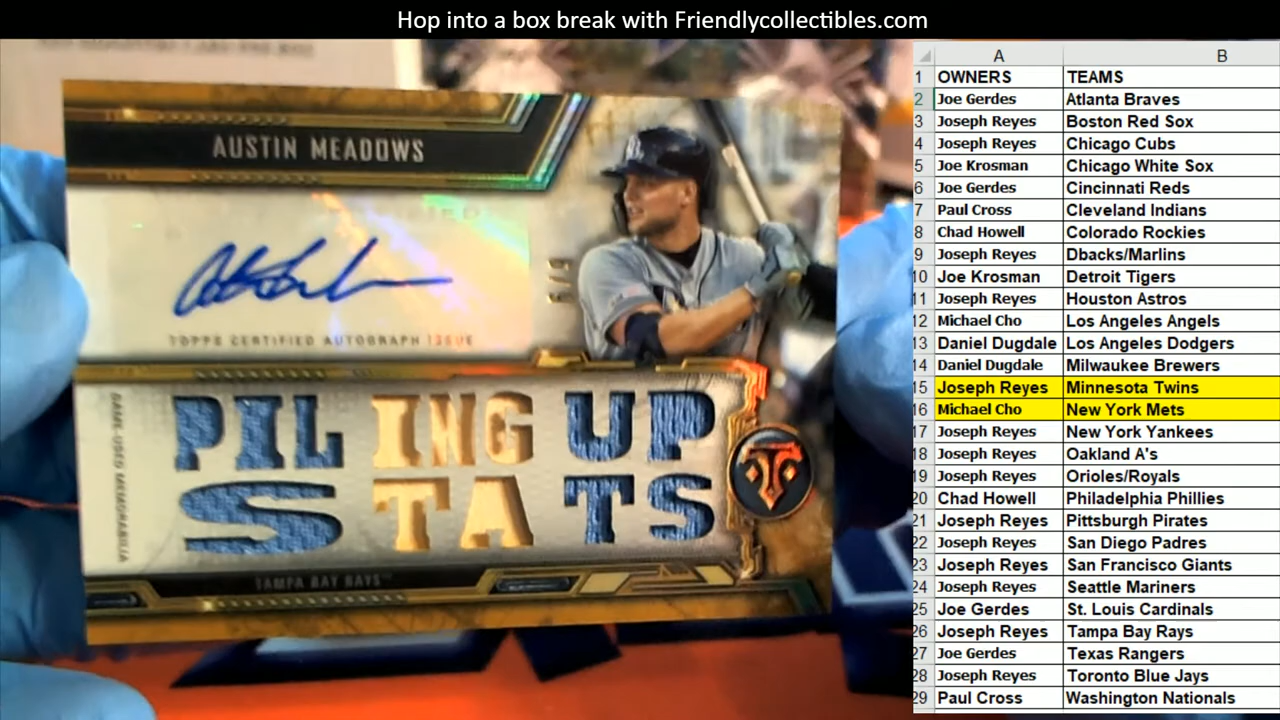 Hop into a box break with Friendlycollectibles.com
AUSTIN MEADOWS
TOPPS CERTIFIED AUTOGRAPH ISSUE
GAME-USED MEMORABILIA
PILING UP
STATS
TAMPA BAY RAYS
A B
1 OWNERS TEAMS
2 Joe Gerdes Atlanta Braves
3 Joseph Reyes Boston Red Sox
4 Joseph Reyes Chicago Cubs
5 Joe Krosman Chicago White Sox
6 Joe Gerdes Cincinnati Reds
7 Paul Cross Cleveland Indians
8 Chad Howell Colorado Rockies
9 Joseph Reyes Dbacks/Marlins
10 Joe Krosman Detroit Tigers
11 Joseph Reyes Houston Astros
12 Michael Cho Los Angeles Angels
13 Daniel Dugdale Los Angeles Dodgers
14 Daniel Dugdale Milwaukee Brewers
15 Joseph Reyes Minnesota Twins
16 Michael Cho New York Mets
17 Joseph Reyes New York Yankees
18 Joseph Reyes Oakland A's
19 Joseph Reyes Orioles/Royals
20 Chad Howell Philadelphia Phillies
21 Joseph Reyes Pittsburgh Pirates
22 Joseph Reyes San Diego Padres
23 Joseph Reyes San Francisco Giants
24 Joseph Reyes Seattle Mariners
25 Joe Gerdes St. Louis Cardinals
26 Joseph Reyes Tampa Bay Rays
27 Joe Gerdes Texas Rangers
28 Joseph Reyes Toronto Blue Jays
29 Paul Cross Washington Nationals